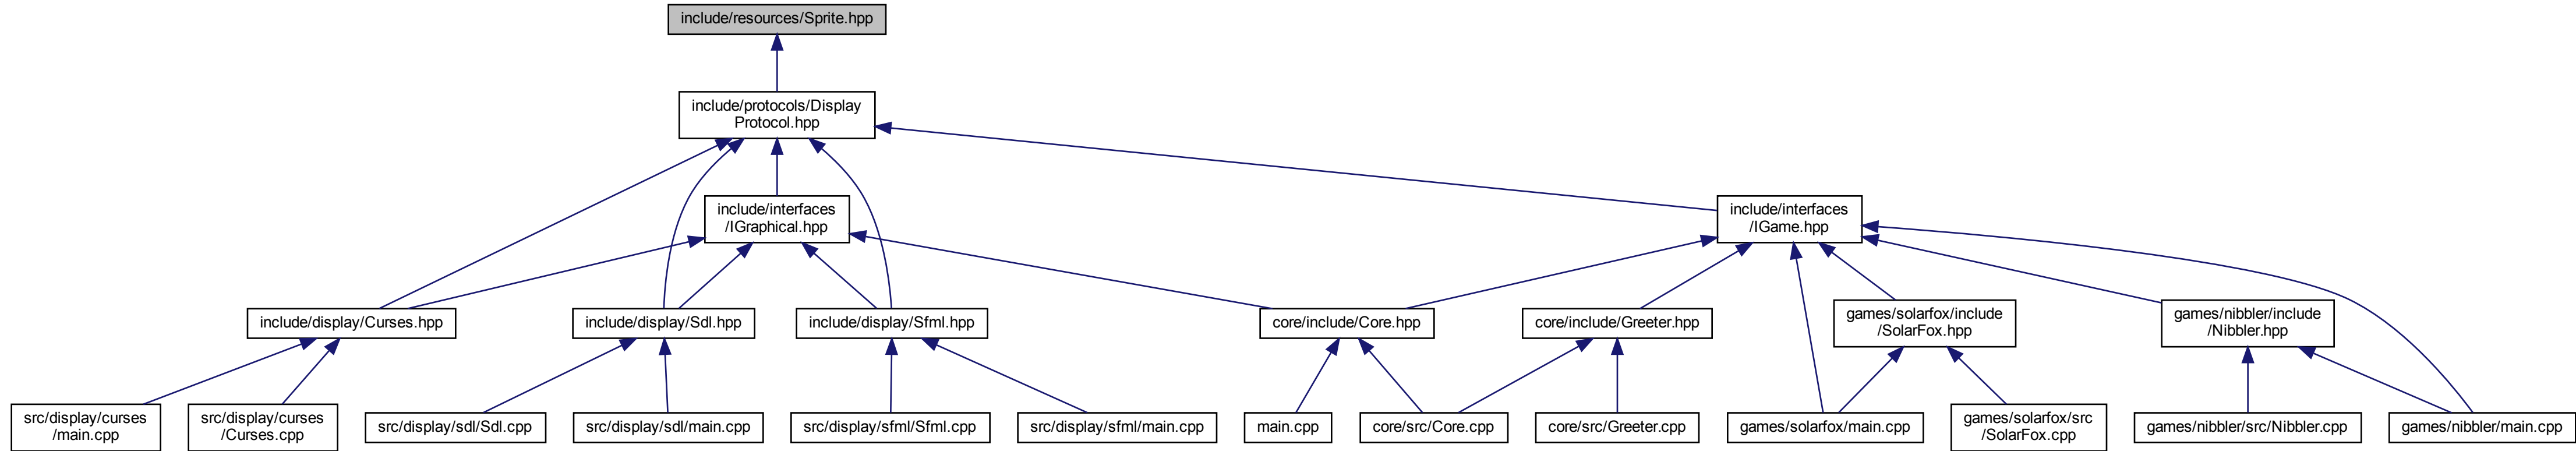 include/resources/Sprite.hpp
include/protocols/Display
Protocol.hpp
include/interfaces
/IGraphical.hpp
include/interfaces
/IGame.hpp
include/display/Curses.hpp
include/display/Sdl.hpp
include/display/Sfml.hpp
core/include/Core.hpp
core/include/Greeter.hpp
games/solarfox/include
/SolarFox.hpp
games/nibbler/include
/Nibbler.hpp
src/display/curses
/main.cpp
src/display/curses
/Curses.cpp
src/display/sdl/Sdl.cpp
src/display/sdl/main.cpp
src/display/sfml/Sfml.cpp
src/display/sfml/main.cpp
main.cpp
core/src/Core.cpp
core/src/Greeter.cpp
games/solarfox/main.cpp
games/solarfox/src
/SolarFox.cpp
games/nibbler/src/Nibbler.cpp
games/nibbler/main.cpp